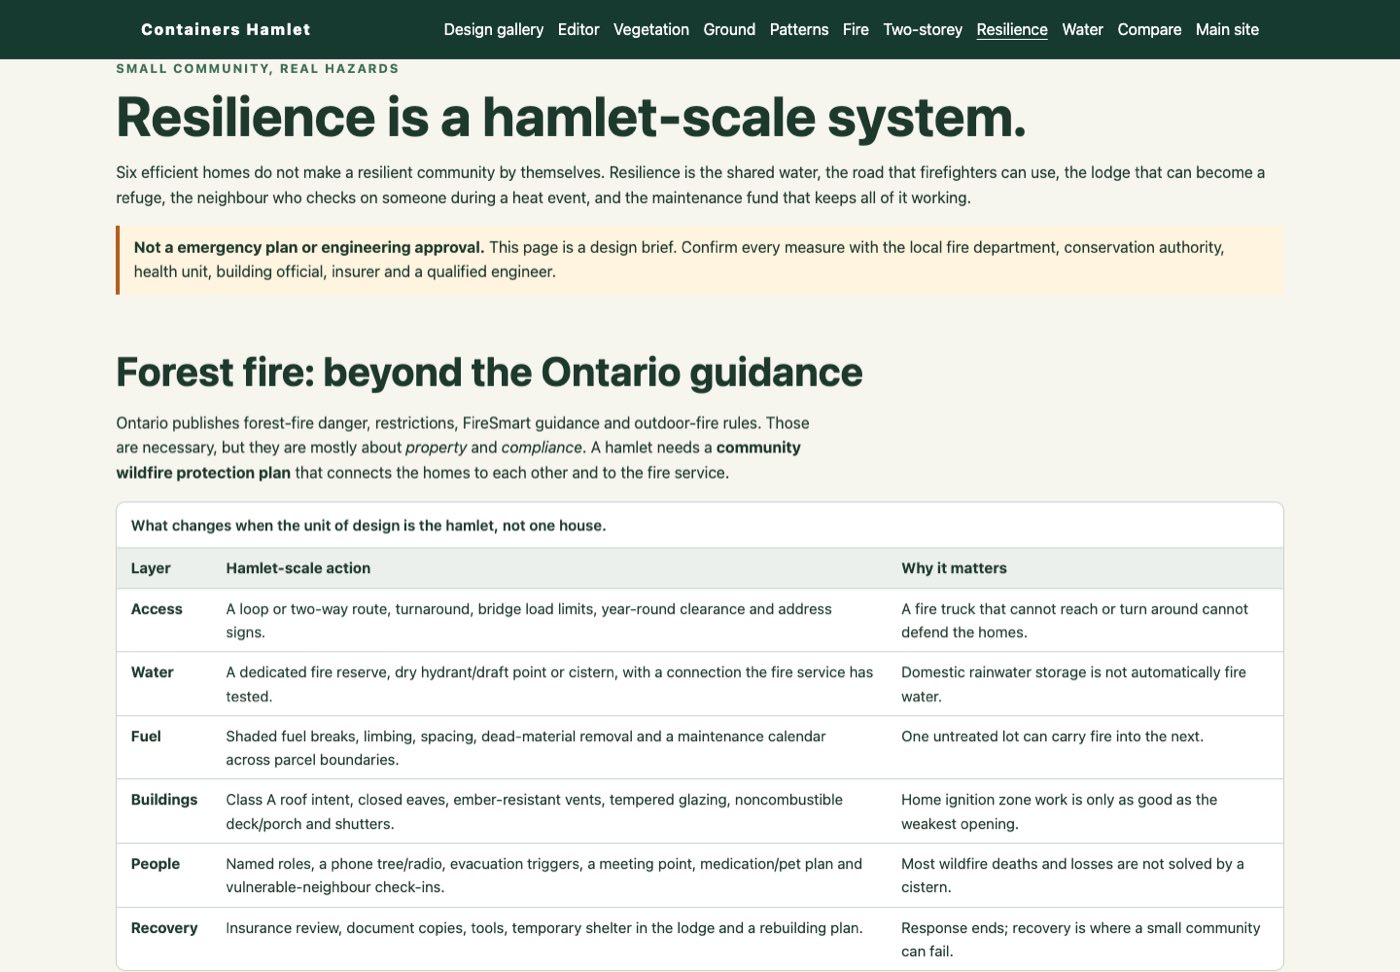 Containers Hamlet
Design gallery Editor Vegetation Ground Patterns Fire Two-storey Resilience Water Compare Main site
SMALL COMMUNITY, REAL HAZARDS
Resilience is a hamlet-scale system.
Six efficient homes do not make a resilient community by themselves. Resilience is the shared water, the road that firefighters can use, the lodge that can become a
refuge, the neighbour who checks on someone during a heat event, and the maintenance fund that keeps all of it working.
Not a emergency plan or engineering approval. This page is a design brief. Confirm every measure with the local fire department, conservation authority,
health unit, building official, insurer and a qualified engineer.
Forest fire: beyond the Ontario guidance
Ontario publishes forest-fire danger, restrictions, FireSmart guidance and outdoor-fire rules. Those
are necessary, but they are mostly about property and compliance. A hamlet needs a community
wildfire protection plan that connects the homes to each other and to the fire service.
What changes when the unit of design is the hamlet, not one house.
Layer Hamlet-scale action Why it matters
Access A loop or two-way route, turnaround, bridge load limits, year-round clearance and address
signs.
A fire truck that cannot reach or turn around cannot
defend the homes.
Water A dedicated fire reserve, dry hydrant/draft point or cistern, with a connection the fire service has
tested.
Domestic rainwater storage is not automatically fire
water.
Fuel Shaded fuel breaks, limbing, spacing, dead-material removal and a maintenance calendar
across parcel boundaries.
One untreated lot can carry fire into the next.
Buildings Class A roof intent, closed eaves, ember-resistant vents, tempered glazing, noncombustible
deck/porch and shutters.
Home ignition zone work is only as good as the
weakest opening.
People Named roles, a phone tree/radio, evacuation triggers, a meeting point, medication/pet plan and
vulnerable-neighbour check-ins.
Most wildfire deaths and losses are not solved by a
cistern.
Recovery Insurance review, document copies, tools, temporary shelter in the lodge and a rebuilding plan.
Response ends; recovery is where a small community
can fail.